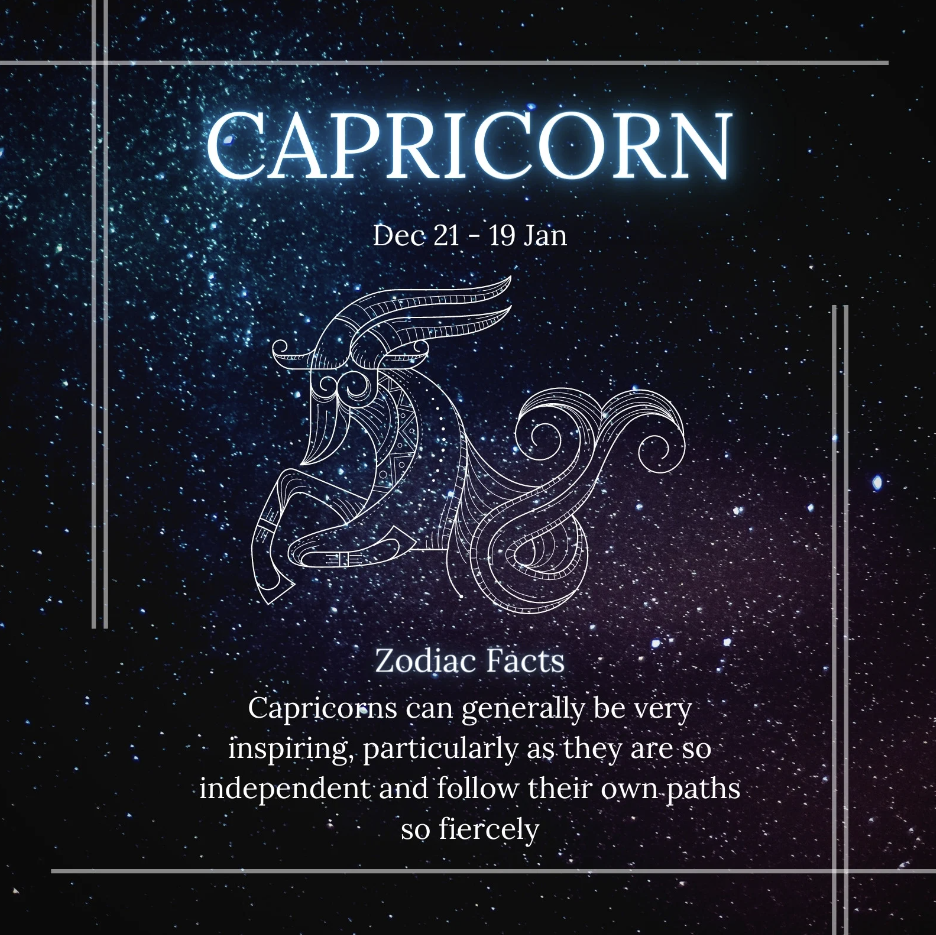 CAPRICORN
Dec 21 - 19 Jan
Zodiac Facts
Capricorns can generally be very
inspiring, particularly as they are so
independent and follow their own paths
so fiercely